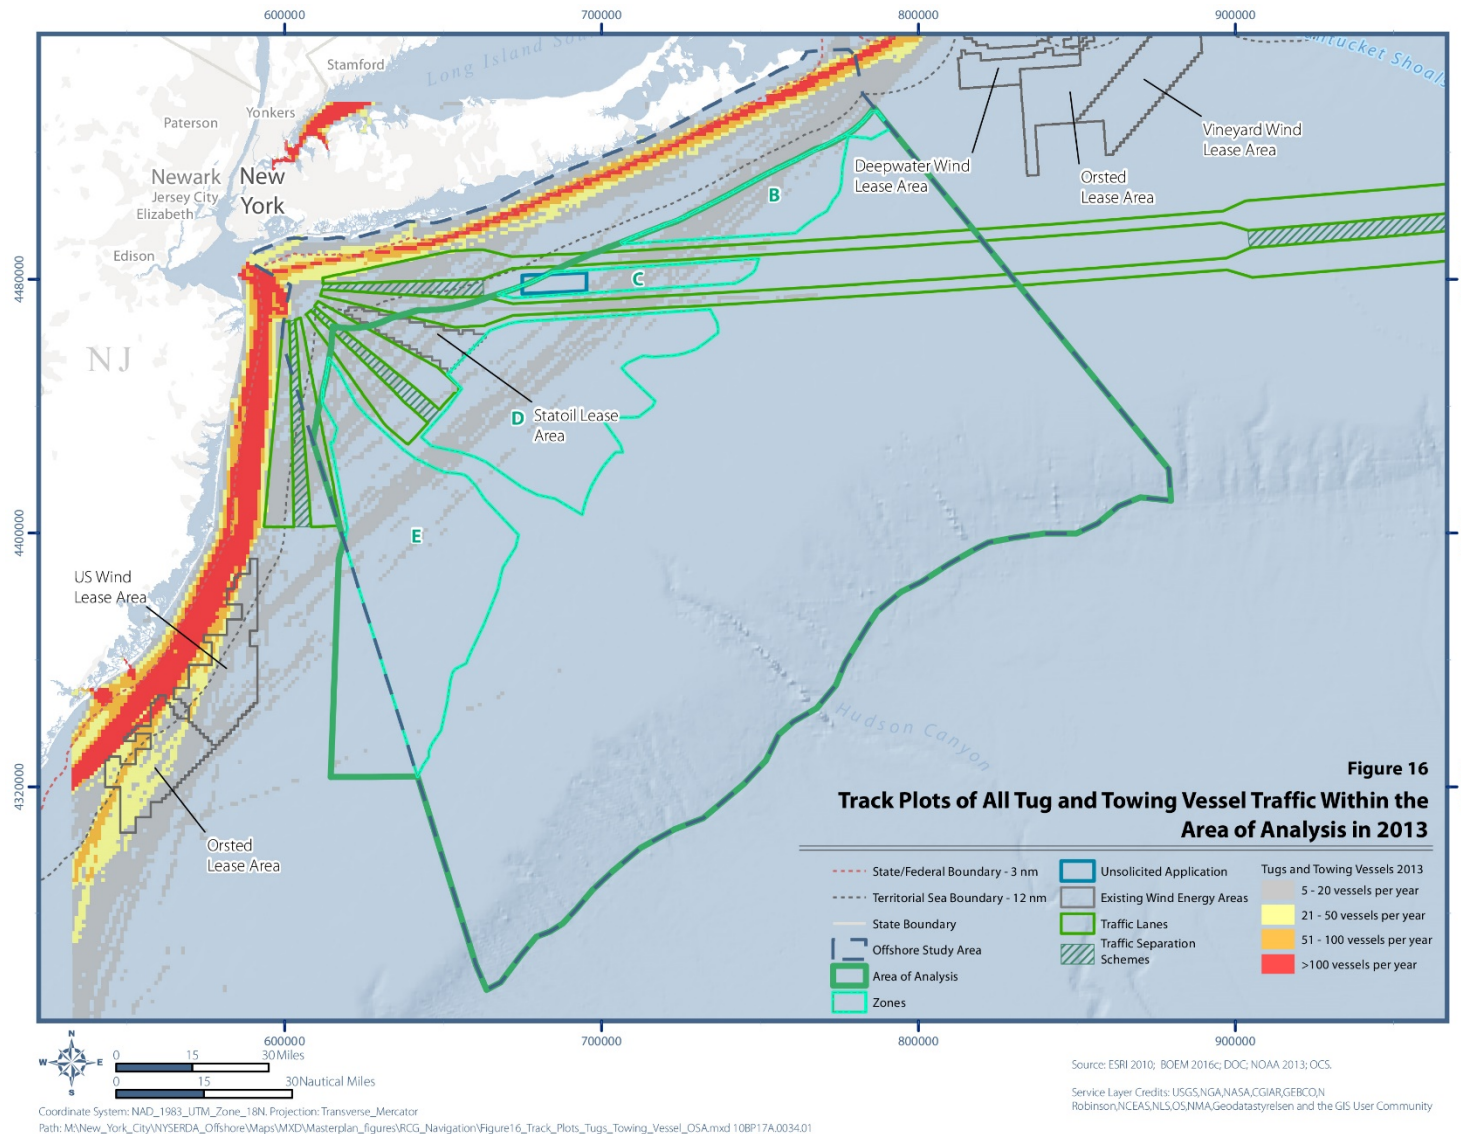 600000
700000
800000
900000
Long Island Sou
ntucket Shoals
Stamford
Yonkers
Paterson
Newark
Jersey City
Elizabeth
New
York
Edison
NJ
Vineyard Wind
Lease Area
Deepwater Wind
Lease Area
Orsted
Lease Area
B
C
D
E
Statoil Lease
Area
US Wind
Lease Area
Orsted
Lease Area
Hudson Canyon
4480000
4400000
4320000
Figure 16
Track Plots of All Tug and Towing Vessel Traffic Within the
Area of Analysis in 2013
State/Federal Boundary - 3 nm
Territorial Sea Boundary - 12 nm
State Boundary
Offshore Study Area
Area of Analysis
Zones
Unsolicited Application
Existing Wind Energy Areas
Traffic Lanes
Traffic Separation
Schemes
Tugs and Towing Vessels 2013
5 - 20 vessels per year
21 - 50 vessels per year
51 - 100 vessels per year
>100 vessels per year
600000
700000
800000
900000
N
W E
S
0 15 30 Miles
0 15 30 Nautical Miles
Coordinate System: NAD_1983_UTM_Zone_18N. Projection: Transverse_Mercator
Path: M:\New_York_City\NYSERDA_Offshore\Maps\MXD\Masterplan_figures\RCG_Navigation\Figure16_Track_Plots_Tugs_Towing_Vessel_OSA.mxd 10BP17A.0034.01
Source: ESRI 2010; BOEM 2016c; DOC; NOAA 2013; OCS.
Service Layer Credits: USGS,NGA,NASA,CGIAR,GEBCO,N
Robinson,NCEAS,NLS,OS,NMA,Geodatastyrelsen and the GIS User Community